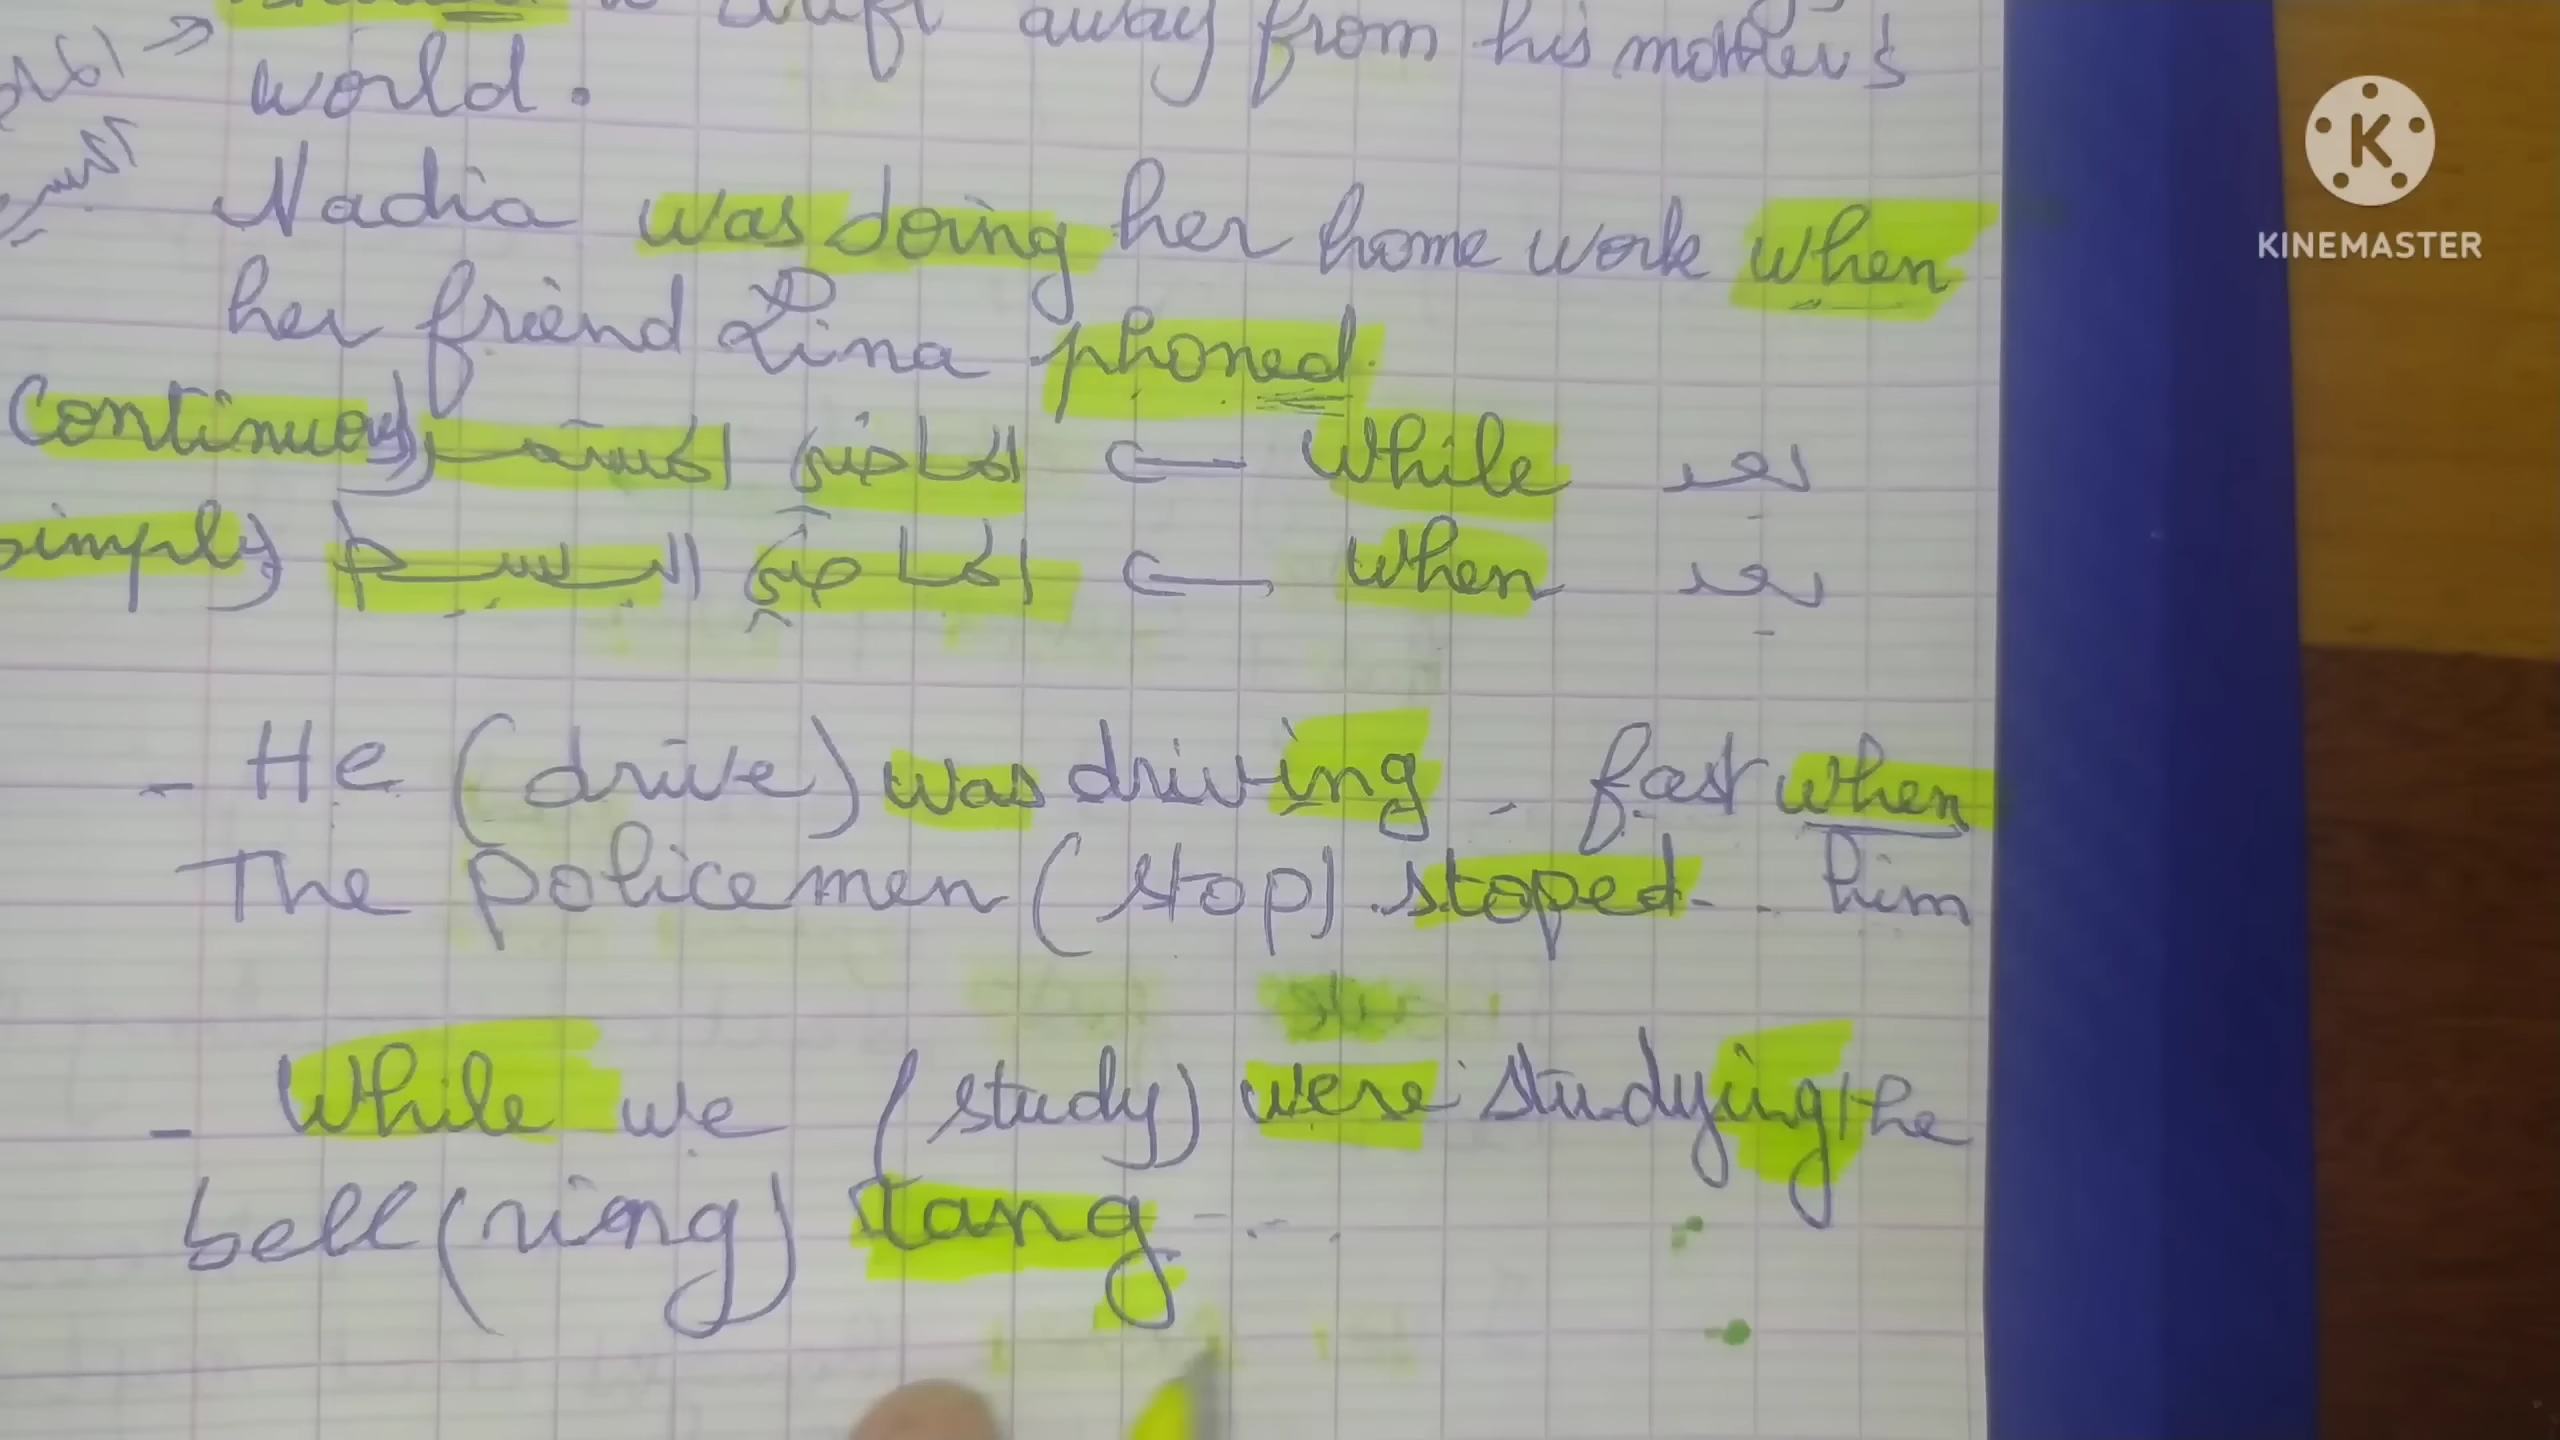 away from his mother's
world.
Nadia was doing her home work when
her friend Lina phoned.
بعد while ← الماضي المستمر (continuous
بعد when ← الماضي البسيط (simply
- He (drive) was driving . fast when
The policemen (stop) .stoped.. him
- While we (study) were studying the
bell (ring) tang ...
KINEMASTER